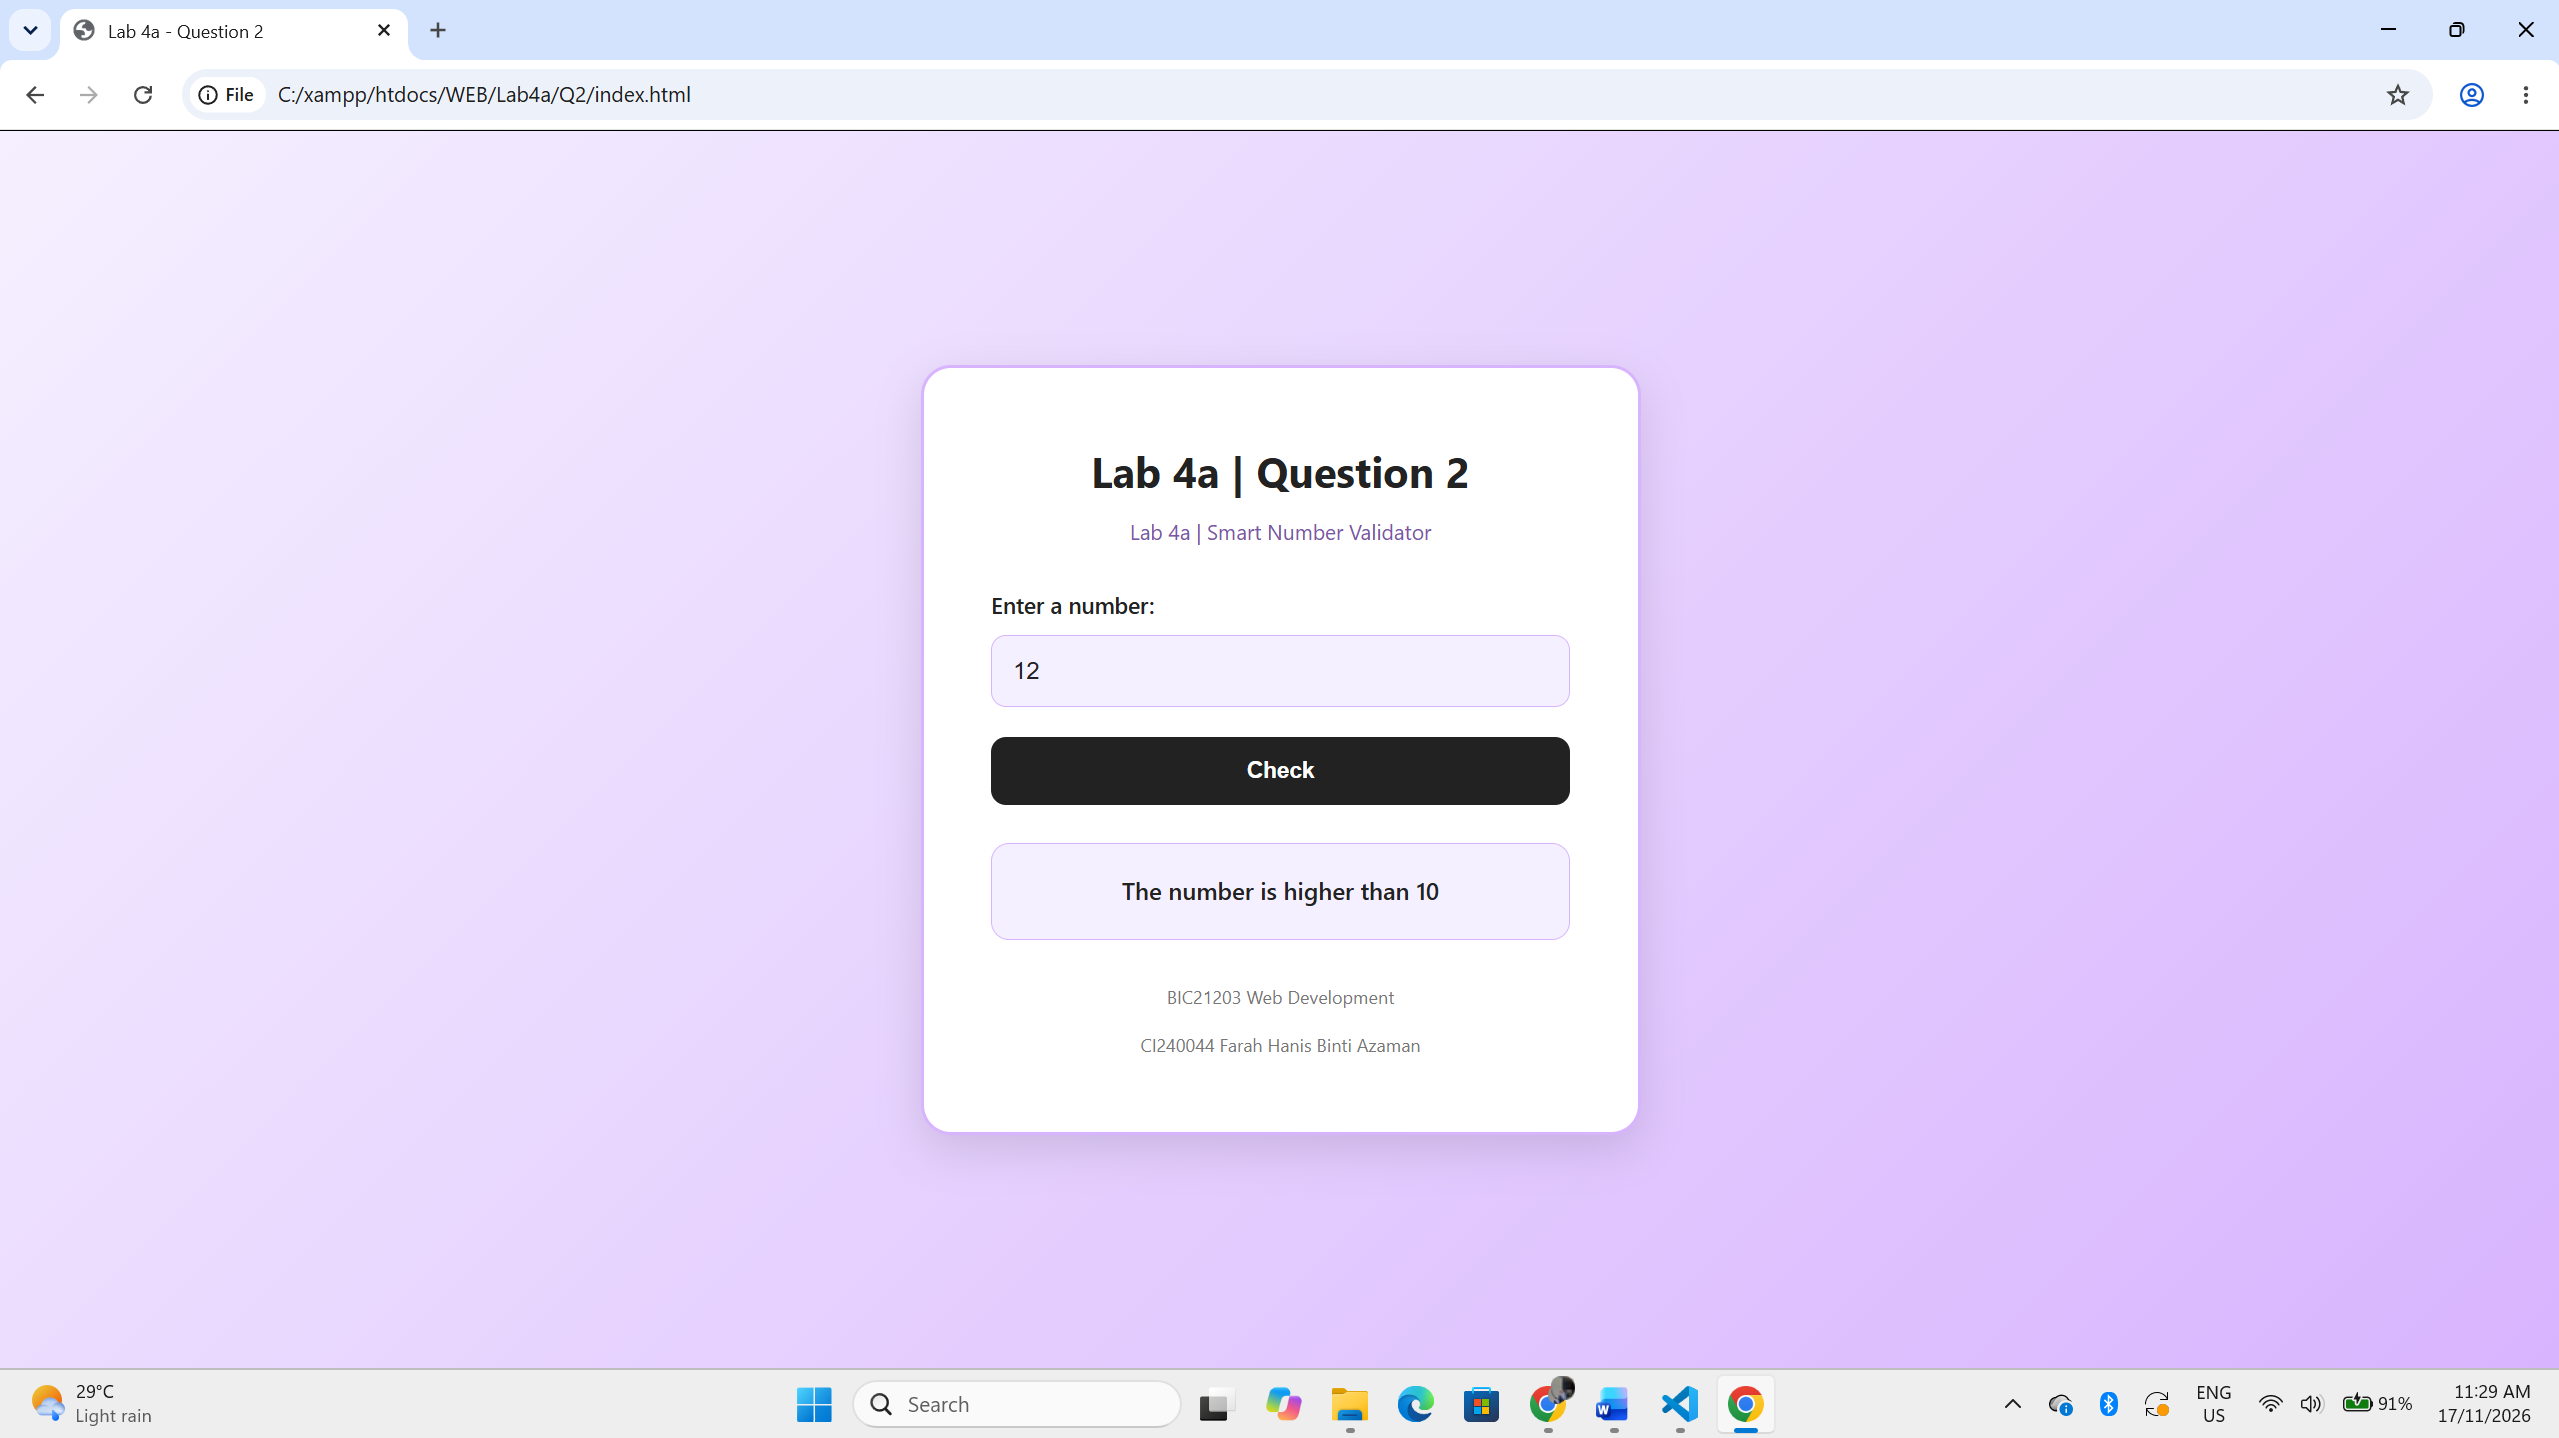 Lab 4a - Question 2
File
C:/xampp/htdocs/WEB/Lab4a/Q2/index.html
Lab 4a | Question 2
Lab 4a | Smart Number Validator
Enter a number:
12
Check
The number is higher than 10
BIC21203 Web Development
CI240044 Farah Hanis Binti Azaman
29°C
Light rain
Search
ENG
US
91%
11:29 AM
17/11/2026